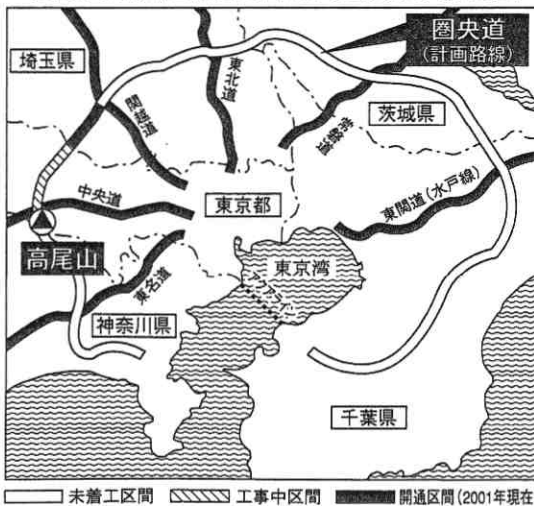 圏央道
(計画路線)
埼玉県
東北道
関越道
茨城県
常磐道
中央道
東京都
東関道(水戸線)
高尾山
東京湾
東名道
アクアライン
神奈川県
千葉県
未着工区間 工事中区間 開通区間(2001年現在